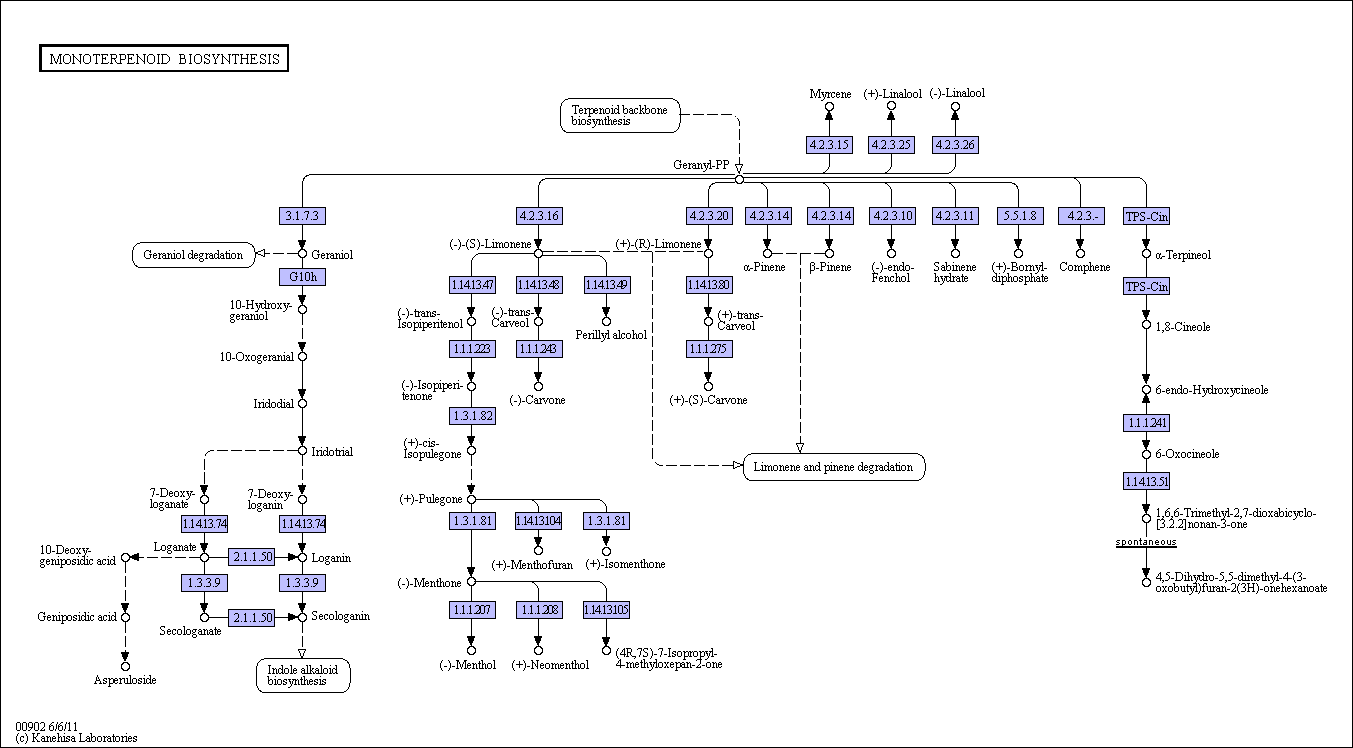 MONOTERPENOID BIOSYNTHESIS
Myrcene
(+)-Linalool
(-)-Linalool
Terpenoid backbone
biosynthesis
4.2.3.15
4.2.3.25
4.2.3.26
Geranyl-PP
3.1.7.3
4.2.3.16
4.2.3.20
4.2.3.14
4.2.3.14
4.2.3.10
4.2.3.11
5.5.1.8
4.2.3.-
TPS-Cin
Geraniol degradation
Geraniol
(-)-(S)-Limonene
(+)-(R)-Limonene
α-Pinene
β-Pinene
(-)-endo-
Fenchol
Sabinene
hydrate
(+)-Bornyl-
diphosphate
Comphene
α-Terpineol
G10h
1.14.13.47
1.14.13.48
1.14.13.49
1.14.13.80
TPS-Cin
10-Hydroxy-
geraniol
(-)-trans-
Isopiperitenol
(-)-trans-
Carveol
Perillyl alcohol
(+)-trans-
Carveol
1,8-Cineole
10-Oxogeranial
1.1.1.223
1.1.1.243
1.1.1.275
(-)-Isopiperi-
tenone
(-)-Carvone
(+)-(S)-Carvone
6-endo-Hydroxycineole
Iridodial
1.3.1.82
1.1.1.241
Iridotrial
(+)-cis-
Isopulegone
6-Oxocineole
Limonene and pinene degradation
1.14.13.51
7-Deoxy-
loganate
7-Deoxy-
loganin
(+)-Pulegone
1.14.13.74
1.14.13.74
1.3.1.81
1.14.13.104
1.3.1.81
1,6,6-Trimethyl-2,7-dioxabicyclo-
[3.2.2]nonan-3-one
spontaneous
10-Deoxy-
geniposidic acid
Loganate
2.1.1.50
Loganin
(+)-Menthofuran
(+)-Isomenthone
1.3.3.9
1.3.3.9
(-)-Menthone
4,5-Dihydro-5,5-dimethyl-4-(3-
oxobutyl)furan-2(3H)-onehexanoate
Geniposidic acid
Secologanate
2.1.1.50
Secologanin
1.1.1.207
1.1.1.208
1.14.13.105
(-)-Menthol
(+)-Neomenthol
(4R,7S)-7-Isopropyl-
4-methyloxepan-2-one
Asperuloside
Indole alkaloid
biosynthesis
00902 6/6/11
(c) Kanehisa Laboratories